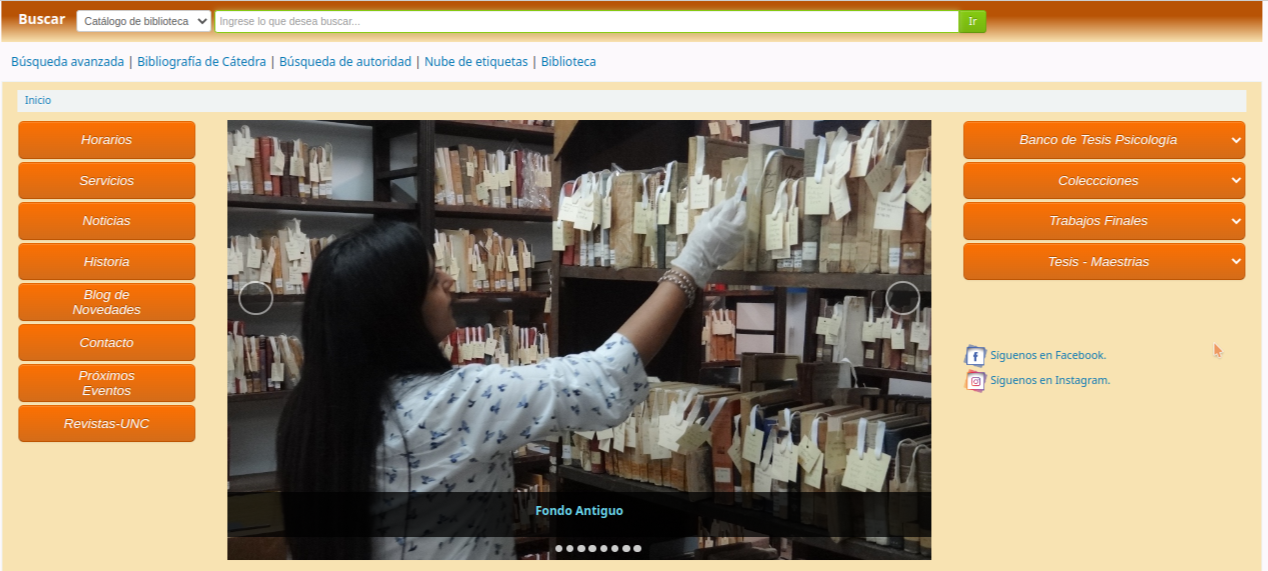 Buscar Catálogo de biblioteca Ingrese lo que desea buscar... Ir
Búsqueda avanzada | Bibliografía de Cátedra | Búsqueda de autoridad | Nube de etiquetas | Biblioteca
Inicio
Horarios
Servicios
Noticias
Historia
Blog de
Novedades
Contacto
Próximos
Eventos
Revistas-UNC
Fondo Antiguo
Banco de Tesis Psicología
Coleccciones
Trabajos Finales
Tesis - Maestrias
Síguenos en Facebook.
Síguenos en Instagram.